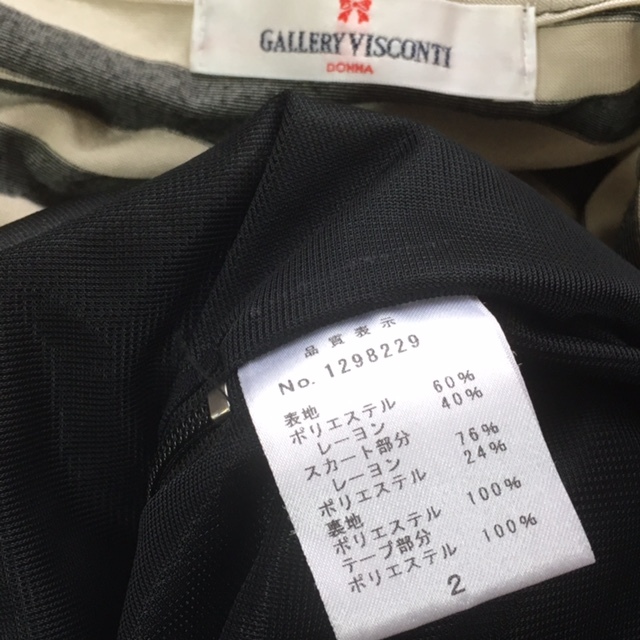 GALLERY VISCONTI
DONNA
品質表示
No. 1298229
表地
ポリエステル 60%
レーヨン 40%
スカート部分
レーヨン 76%
ポリエステル 24%
裏地
ポリエステル 100%
テープ部分
ポリエステル 100%
2